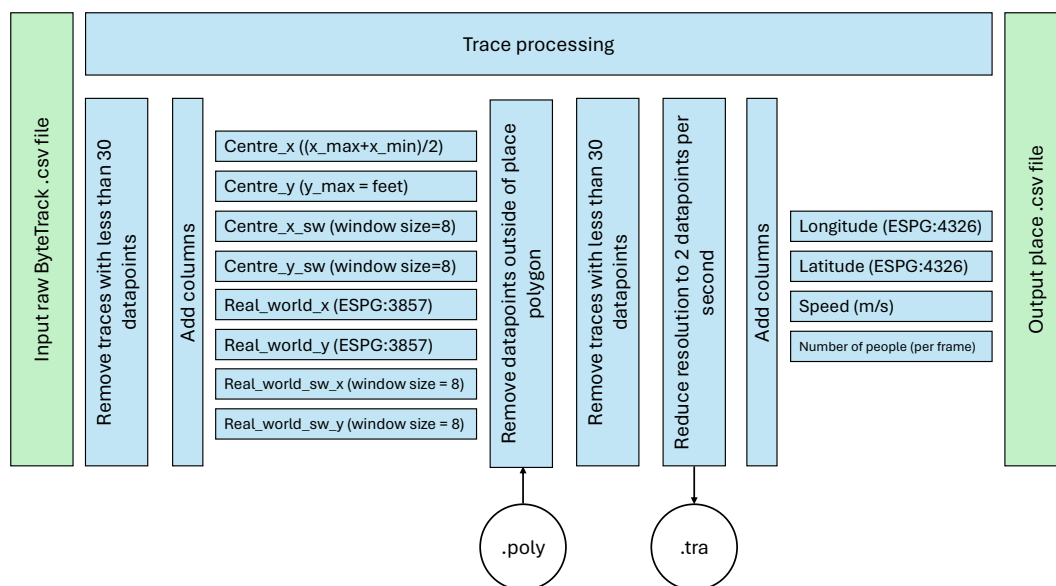 Trace processing
Input raw ByteTrack .csv file
Remove traces with less than 30
datapoints
Add columns
Centre_x ((x_max+x_min)/2)
Centre_y (y_max = feet)
Centre_x_sw (window size=8)
Centre_y_sw (window size=8)
Real_world_x (ESPG:3857)
Real_world_y (ESPG:3857)
Real_world_sw_x (window size = 8)
Real_world_sw_y (window size = 8)
Remove datapoints outside of place
polygon
Remove traces with less than 30
datapoints
Reduce resolution to 2 datapoints per
second
Add columns
Longitude (ESPG:4326)
Latitude (ESPG:4326)
Speed (m/s)
Number of people (per frame)
Output place .csv file
.poly
.tra